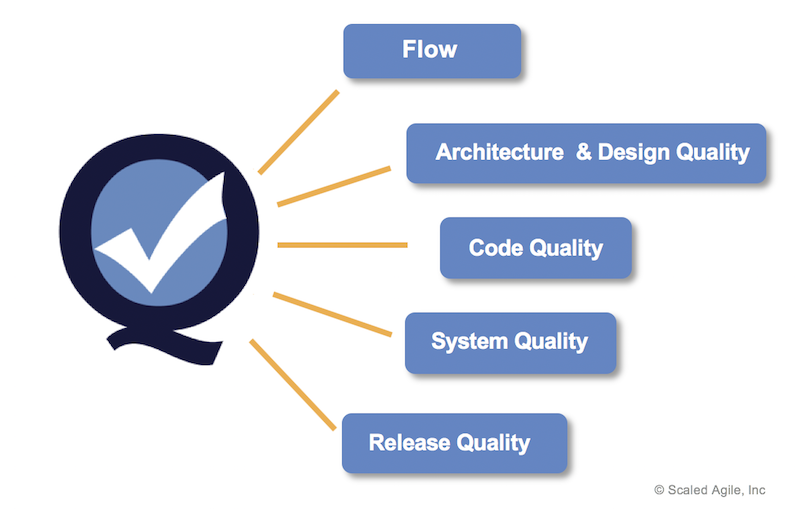 Flow
Architecture & Design Quality
Code Quality
System Quality
Release Quality
© Scaled Agile, Inc